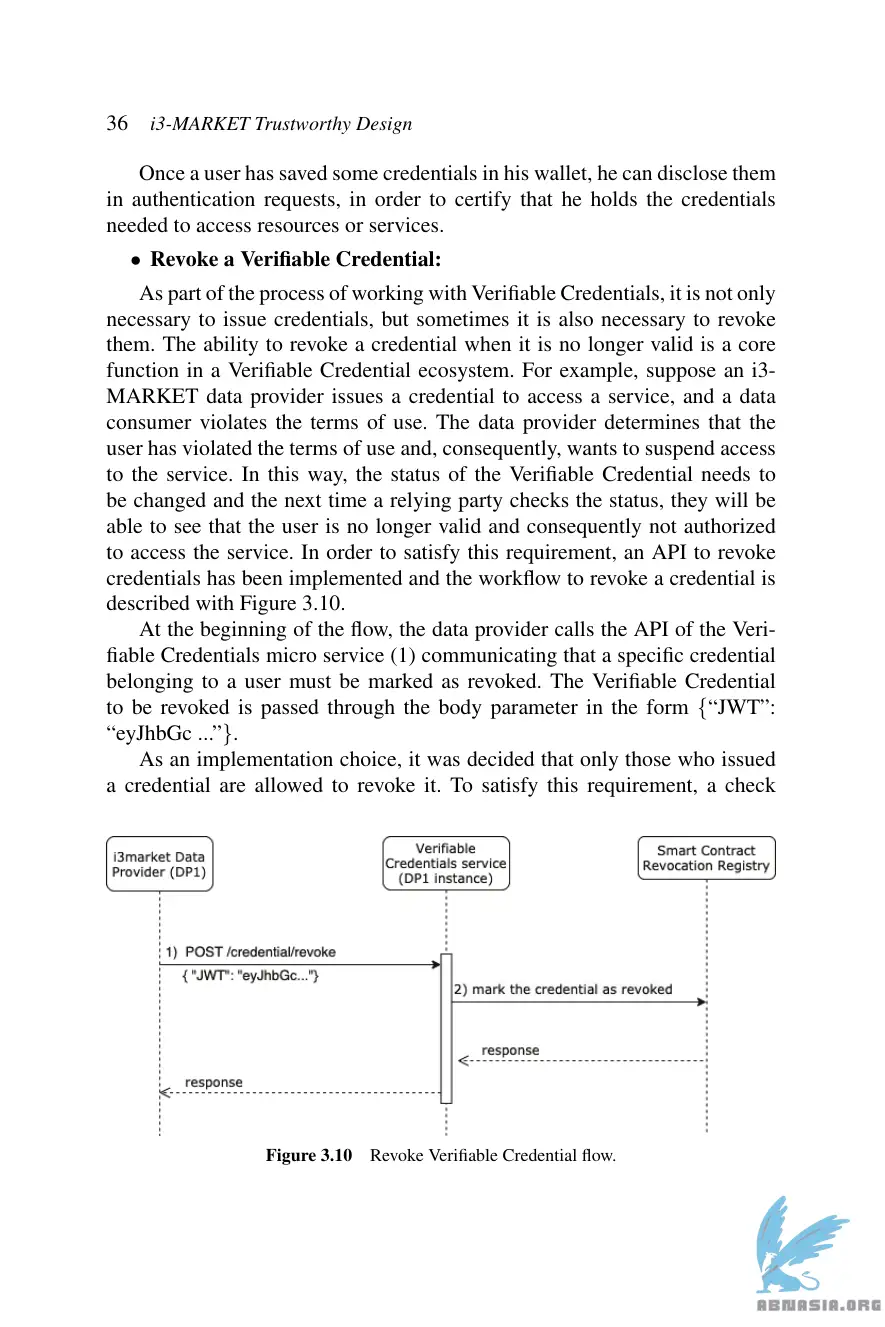 36 i3-MARKET Trustworthy Design
Once a user has saved some credentials in his wallet, he can disclose them
in authentication requests, in order to certify that he holds the credentials
needed to access resources or services.
• Revoke a Verifiable Credential:
As part of the process of working with Verifiable Credentials, it is not only
necessary to issue credentials, but sometimes it is also necessary to revoke
them. The ability to revoke a credential when it is no longer valid is a core
function in a Verifiable Credential ecosystem. For example, suppose an i3-
MARKET data provider issues a credential to access a service, and a data
consumer violates the terms of use. The data provider determines that the
user has violated the terms of use and, consequently, wants to suspend access
to the service. In this way, the status of the Verifiable Credential needs to
be changed and the next time a relying party checks the status, they will be
able to see that the user is no longer valid and consequently not authorized
to access the service. In order to satisfy this requirement, an API to revoke
credentials has been implemented and the workflow to revoke a credential is
described with Figure 3.10.
At the beginning of the flow, the data provider calls the API of the Veri-
fiable Credentials micro service (1) communicating that a specific credential
belonging to a user must be marked as revoked. The Verifiable Credential
to be revoked is passed through the body parameter in the form {“JWT”:
“eyJhbGc ...”}.
As an implementation choice, it was decided that only those who issued
a credential are allowed to revoke it. To satisfy this requirement, a check
i3market Data
Provider (DP1)
Verifiable
Credentials service
(DP1 instance)
Smart Contract
Revocation Registry
1) POST /credential/revoke
{ "JWT": "eyJhbGc..."}
2) mark the credential as revoked
response
response
Figure 3.10 Revoke Verifiable Credential flow.
ABNASIA.ORG